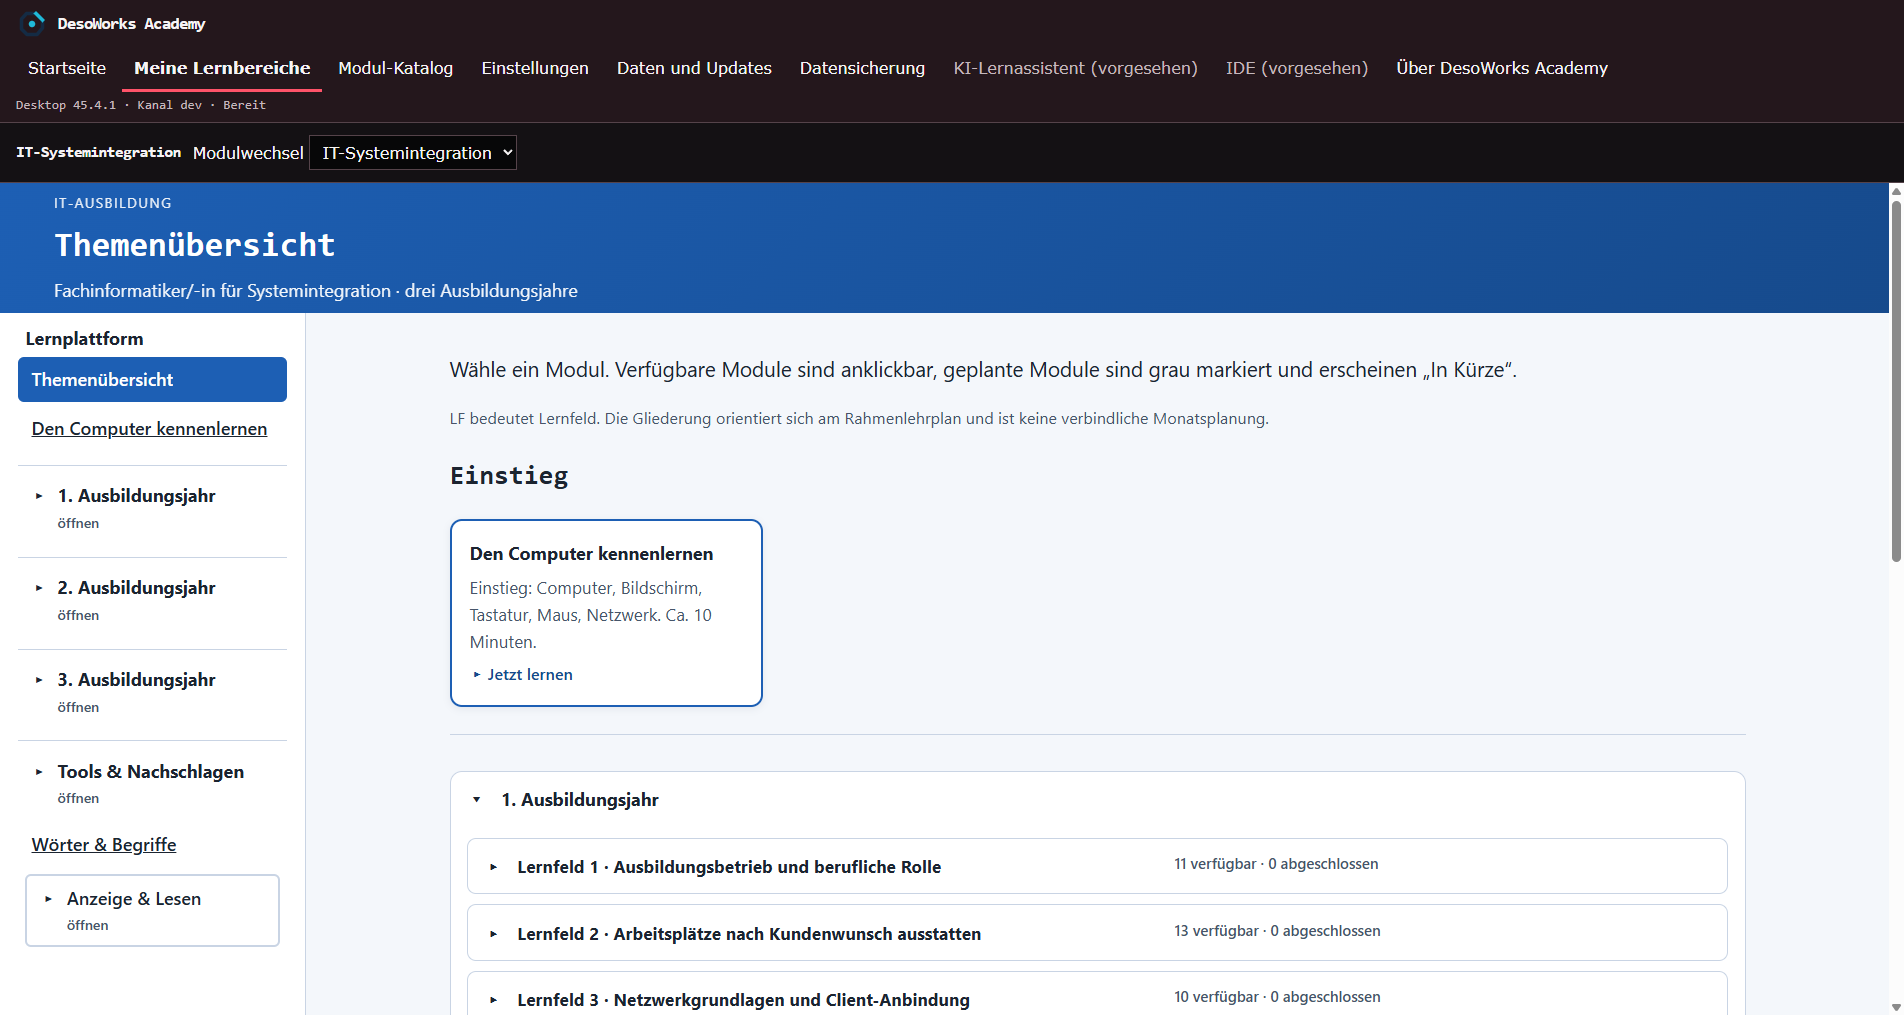 DesoWorks Academy
Startseite Meine Lernbereiche Modul-Katalog Einstellungen Daten und Updates Datensicherung KI-Lernassistent (vorgesehen) IDE (vorgesehen) Über DesoWorks Academy
Desktop 45.4.1 · Kanal dev · Bereit
IT-Systemintegration Modulwechsel IT-Systemintegration
IT-AUSBILDUNG
Themenübersicht
Fachinformatiker/-in für Systemintegration · drei Ausbildungsjahre
Lernplattform
Themenübersicht
Den Computer kennenlernen
1. Ausbildungsjahr
öffnen
2. Ausbildungsjahr
öffnen
3. Ausbildungsjahr
öffnen
Tools & Nachschlagen
öffnen
Wörter & Begriffe
Anzeige & Lesen
öffnen
Wähle ein Modul. Verfügbare Module sind anklickbar, geplante Module sind grau markiert und erscheinen „In Kürze“.
LF bedeutet Lernfeld. Die Gliederung orientiert sich am Rahmenlehrplan und ist keine verbindliche Monatsplanung.
Einstieg
Den Computer kennenlernen
Einstieg: Computer, Bildschirm,
Tastatur, Maus, Netzwerk. Ca. 10
Minuten.
Jetzt lernen
1. Ausbildungsjahr
Lernfeld 1 · Ausbildungsbetrieb und berufliche Rolle 11 verfügbar · 0 abgeschlossen
Lernfeld 2 · Arbeitsplätze nach Kundenwunsch ausstatten 13 verfügbar · 0 abgeschlossen
Lernfeld 3 · Netzwerkgrundlagen und Client-Anbindung 10 verfügbar · 0 abgeschlossen